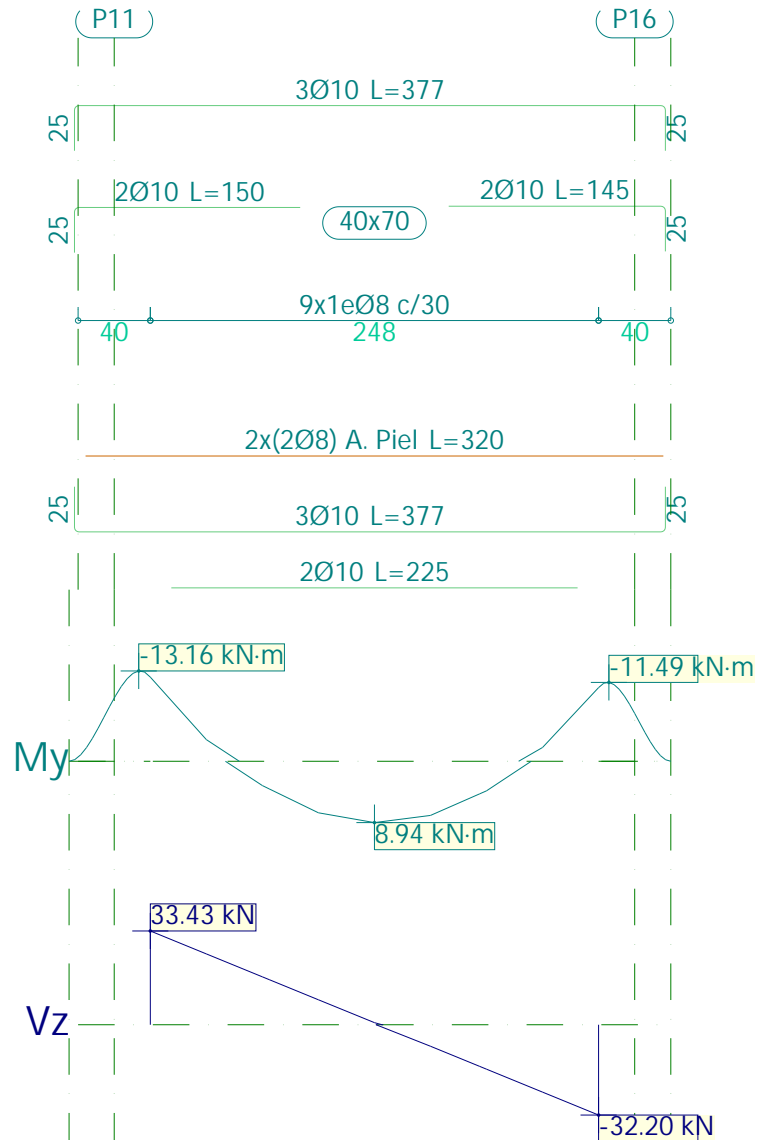 P11 P16
3Ø10 L=377
25 25
2Ø10 L=150 2Ø10 L=145
25 40x70 25
9x1eØ8 c/30
40 248 40
2x(2Ø8) A. Piel L=320
25 25
3Ø10 L=377
2Ø10 L=225
-13.16 kN·m -11.49 kN·m
My
8.94 kN·m
33.43 kN
Vz
-32.20 kN